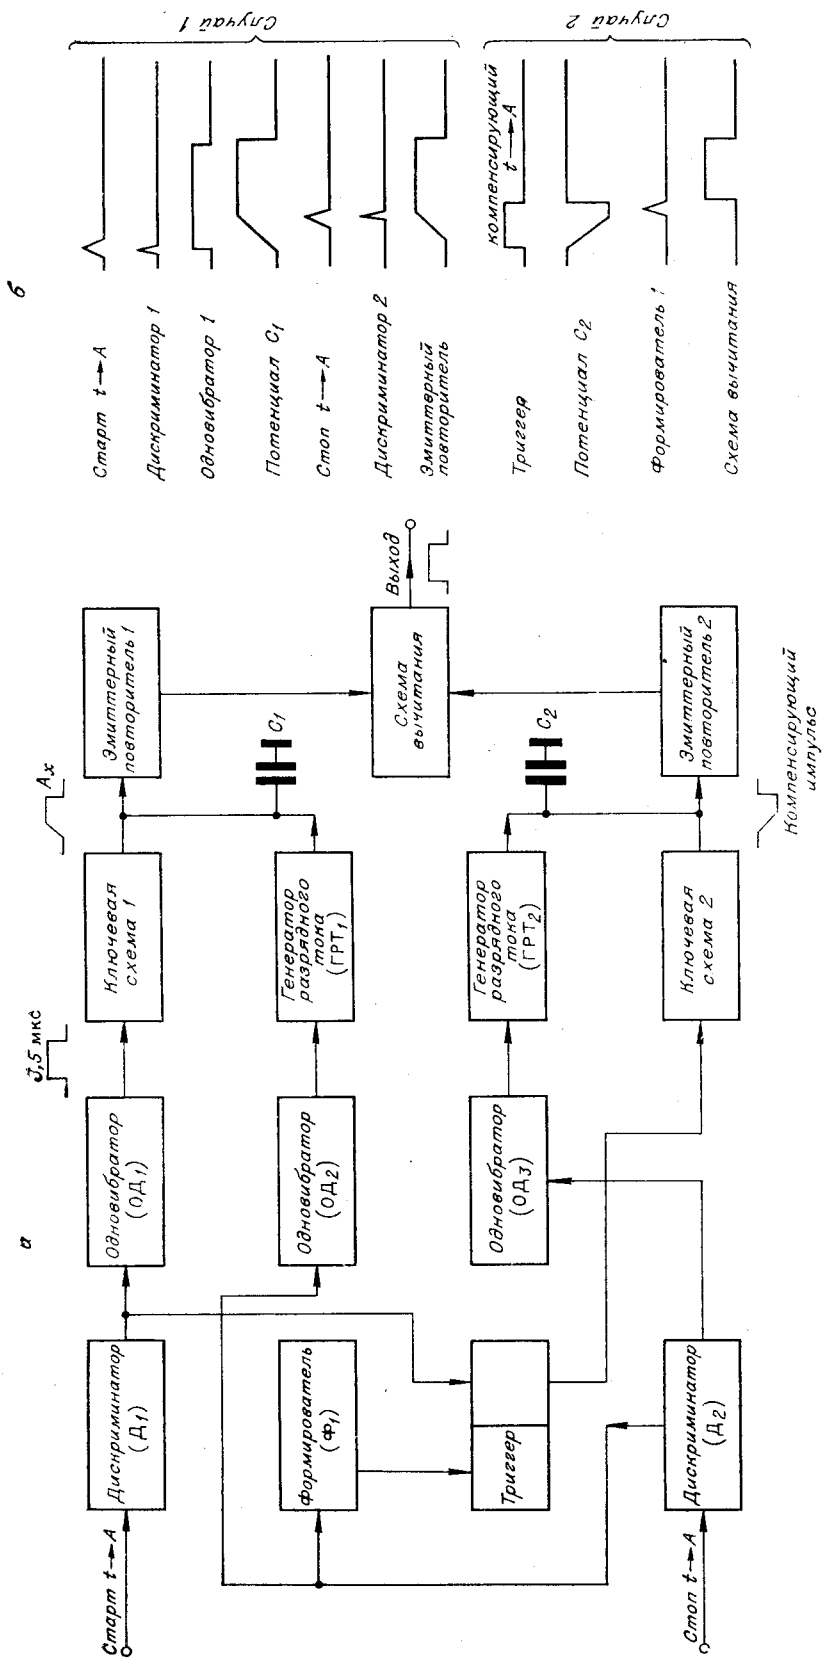 а
Старт t→A
Дискриминатор
(Д₁)
Одновибратор
(ОД₁)
3,5 мкс
Ключевая
схема 1
Aₓ
Эмиттерный
повторитель 1
Формирователь
(Ф₁)
Одновибратор
(ОД₂)
Генератор
разрядного
тока
(ГРТ₁)
C₁
Схема
вычитания
Выход
Триггер
Одновибратор
(ОД₃)
Генератор
разрядного
тока
(ГРТ₂)
C₂
Стоп t→A
Дискриминатор
(Д₂)
Ключевая
схема 2
Эмиттерный
повторитель 2
Компенсирующий
импульс
б
Старт t→A
Дискриминатор 1
Одновибратор 1
Потенциал C₁
Стоп t→A
Дискриминатор 2
Эмиттерный
повторитель
Случай 1
Триггер
компенсирующий
t→A
Потенциал C₂
Формирователь 1
Схема вычитания
Случай 2